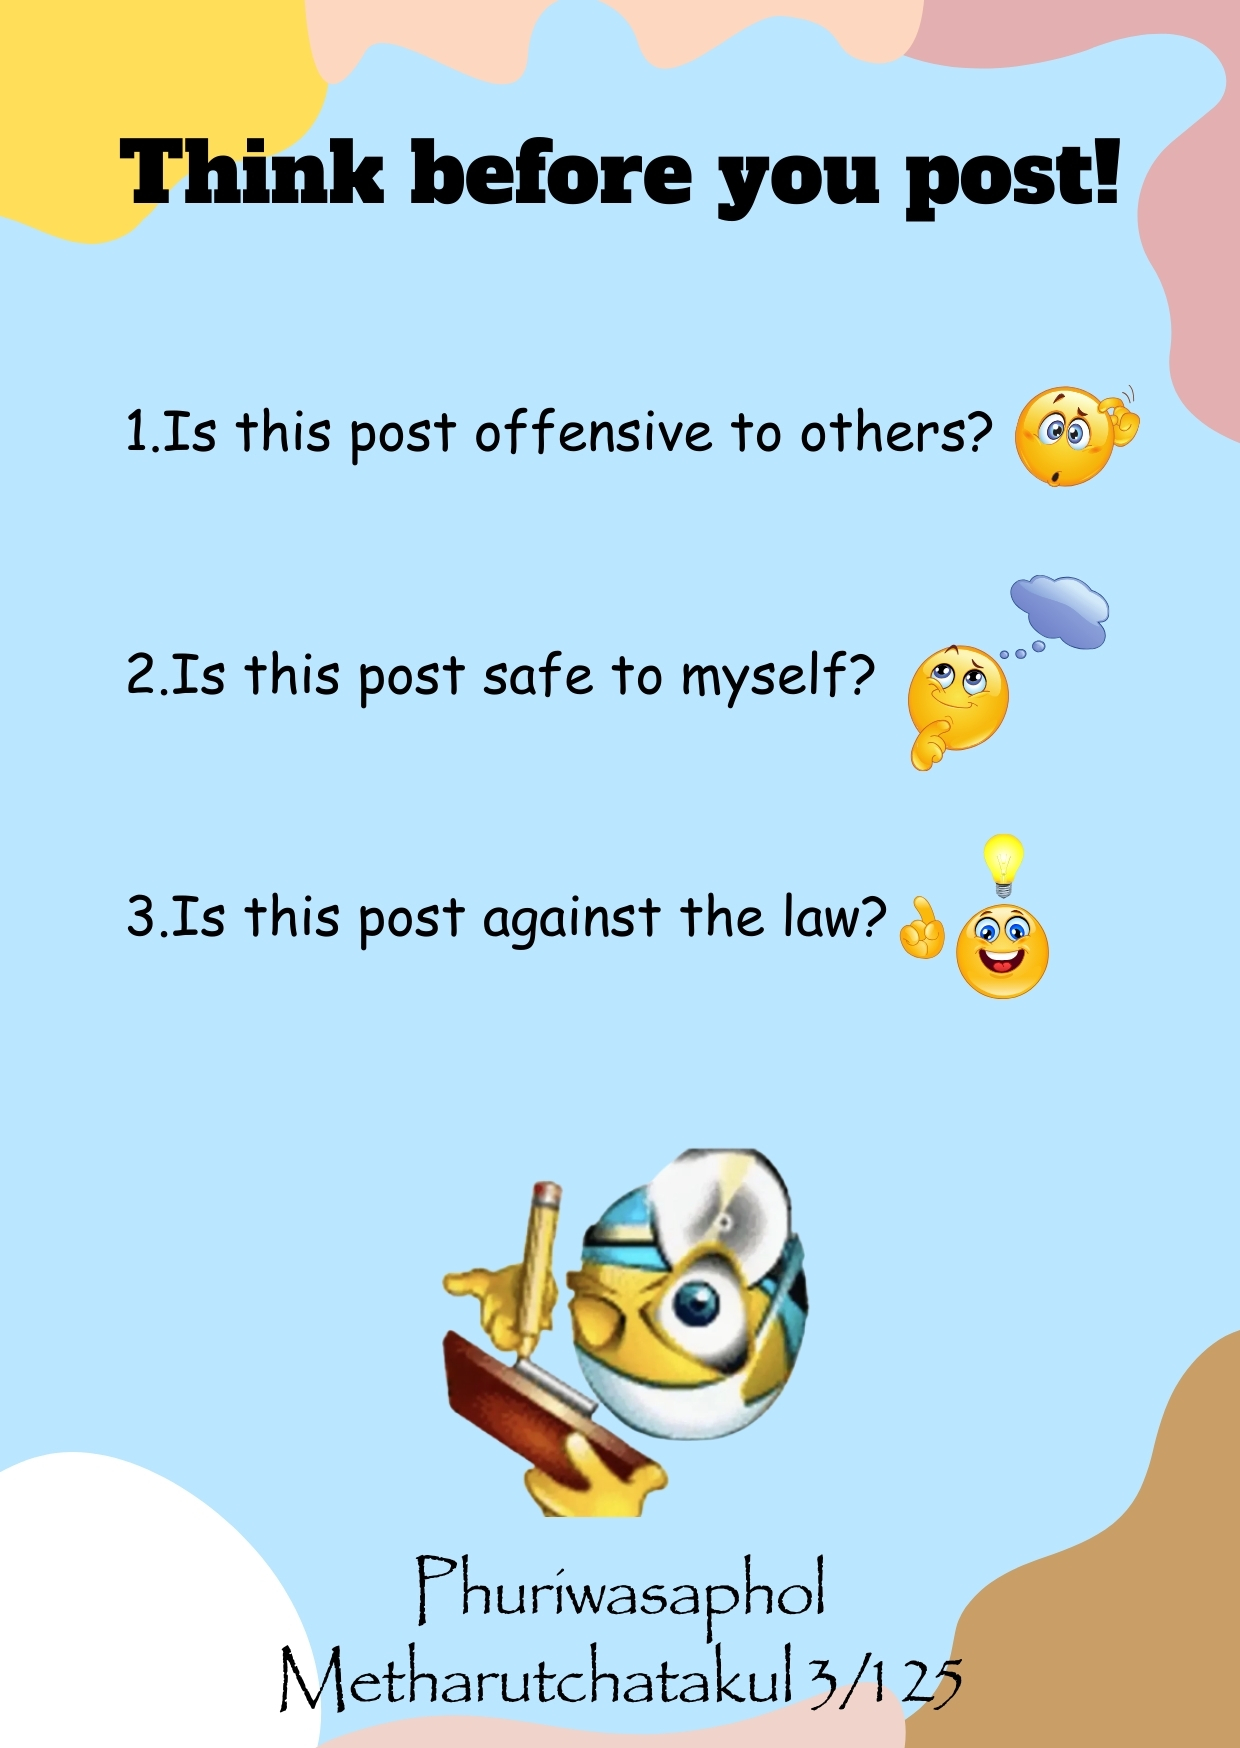 Think before you post!
1.Is this post offensive to others?
2.Is this post safe to myself?
3.Is this post against the law?
Phuriwasaphol
Metharutchatakul 3/1 25